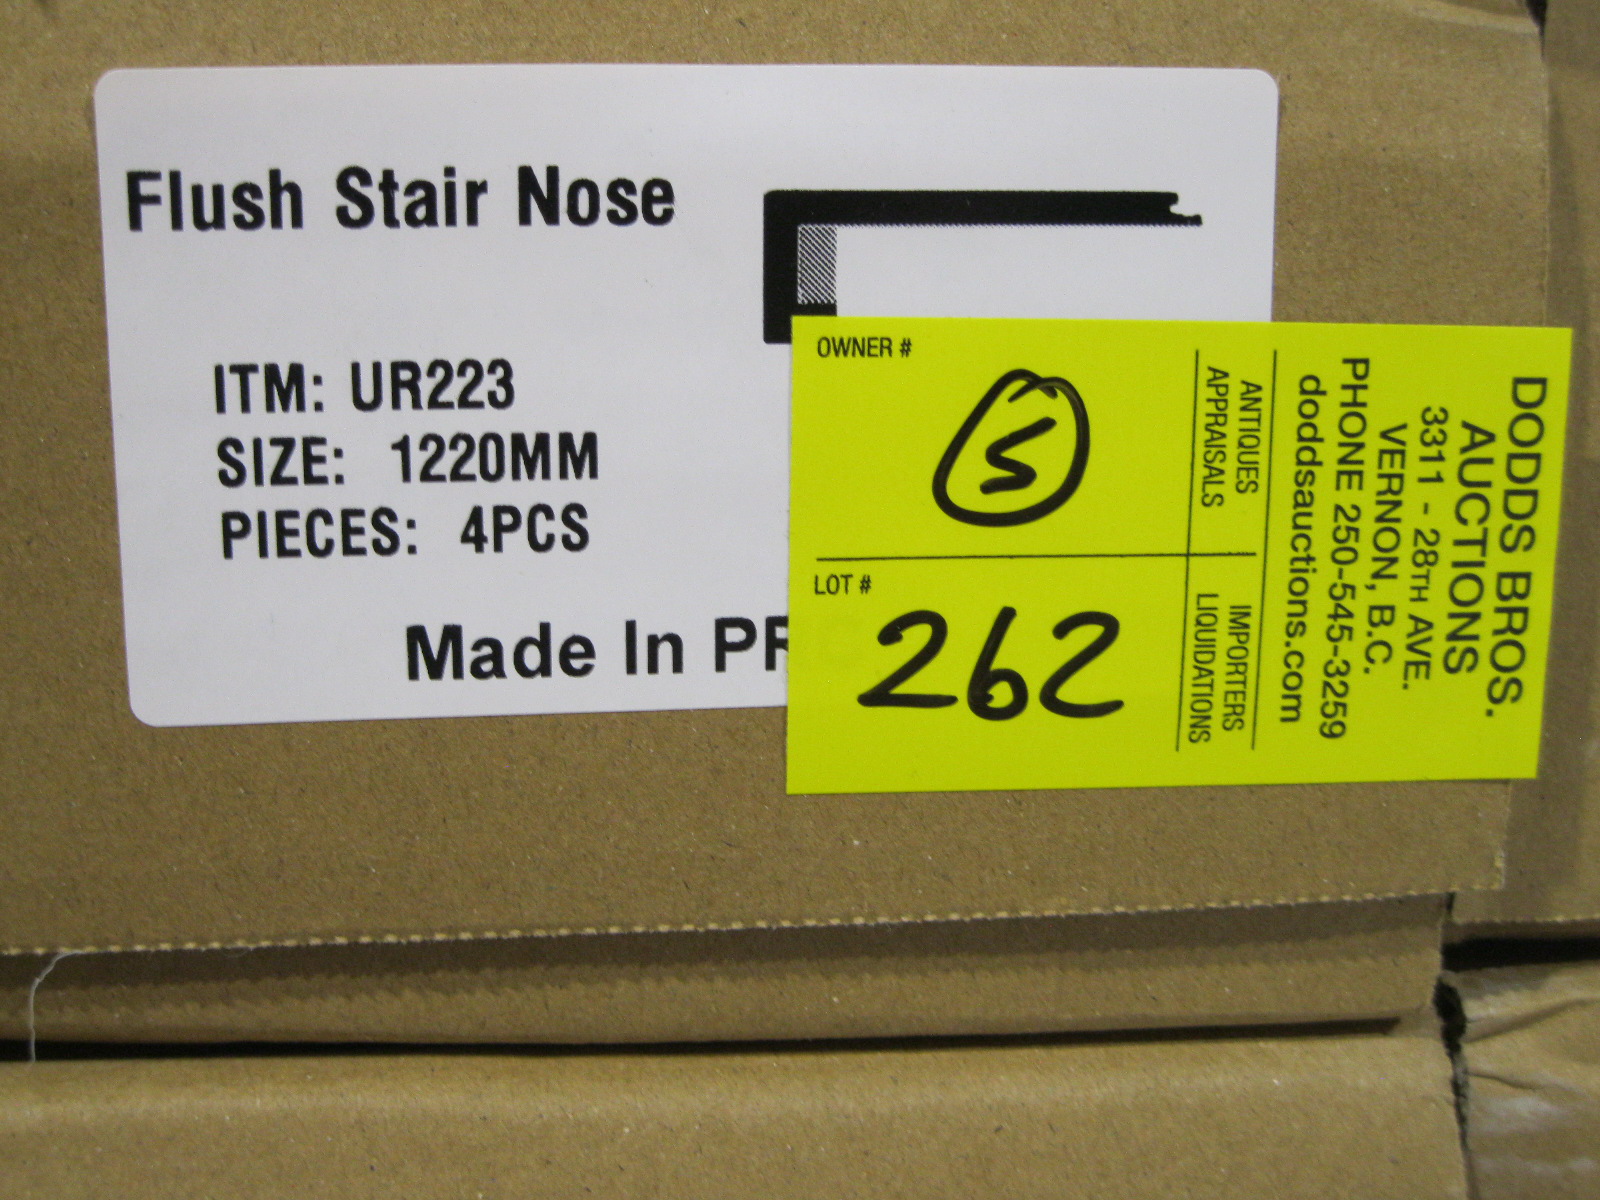 Flush Stair Nose
ITM: UR223
SIZE: 1220MM
PIECES: 4PCS
Made In
OWNER #
LOT #
262
ANTIQUES
APPRAISALS
IMPORTERS
LIQUIDATIONS
DODDS BROS.
AUCTIONS
3311 - 28TH AVE.
VERNON, B.C.
PHONE 250-545-3259
doddsauctions.com